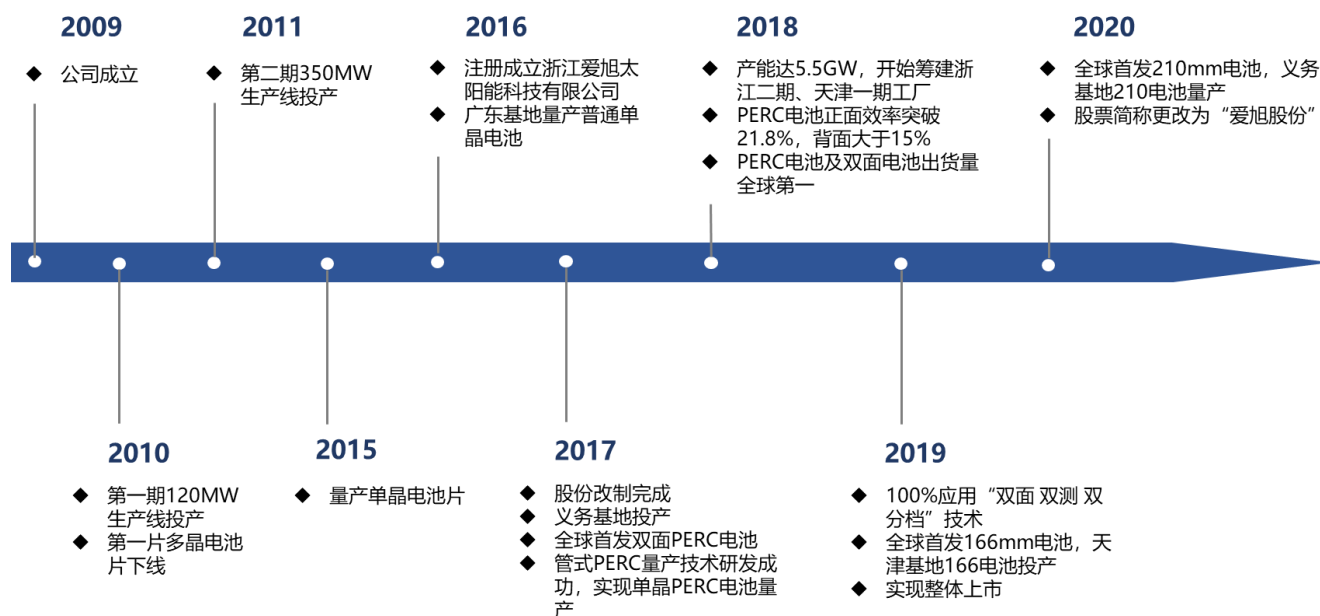 2009
公司成立
2011
第二期350MW
生产线投产
2016
注册成立浙江爱旭太
阳能科技有限公司
广东基地量产普通单
晶电池
2018
产能达5.5GW，开始筹建浙
江二期、天津一期工厂
PERC电池正面效率突破
21.8%，背面大于15%
PERC电池及双面电池出货量
全球第一
2020
全球首发210mm电池，义务
基地210电池量产
股票简称更改为“爱旭股份”
2010
第一期120MW
生产线投产
第一片多晶电池
片下线
2015
量产单晶电池片
2017
股份改制完成
义务基地投产
全球首发双面PERC电池
管式PERC量产技术研发成
功，实现单晶PERC电池量
产
2019
100%应用“双面 双测 双
分档”技术
全球首发166mm电池，天
津基地166电池投产
实现整体上市